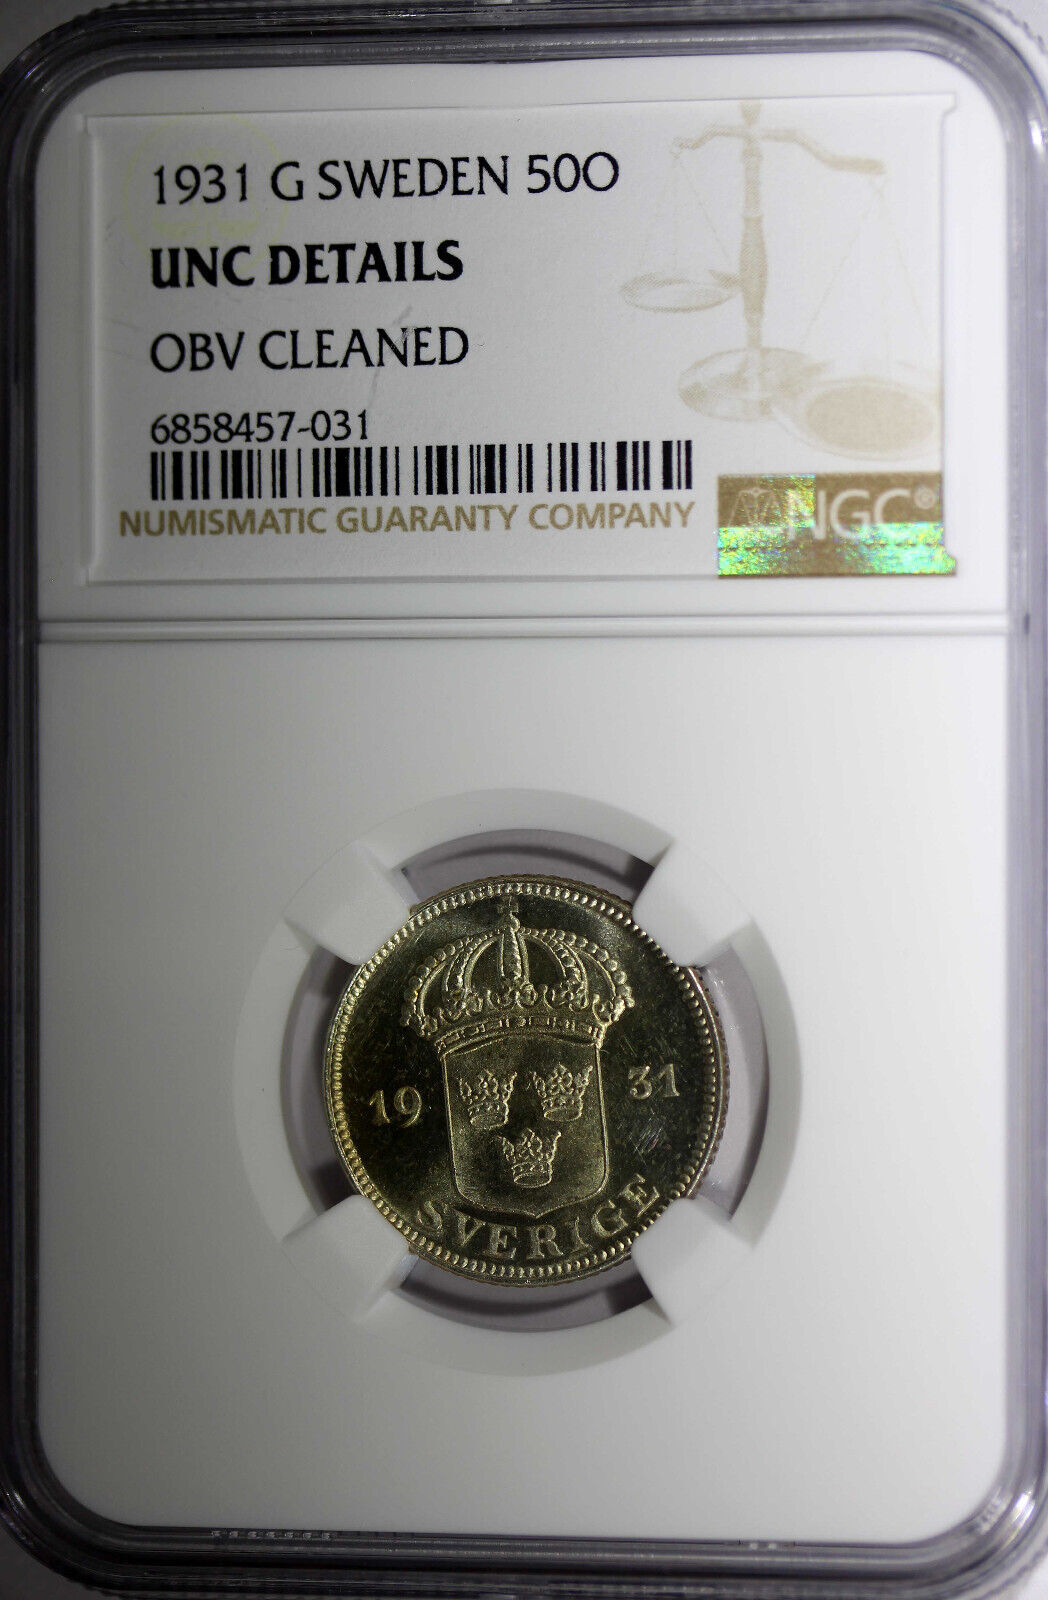 1931 G SWEDEN 50O
UNC DETAILS
OBV CLEANED
6858457-031
NUMISMATIC GUARANTY COMPANY
NGC®
19 31
SVERIGE